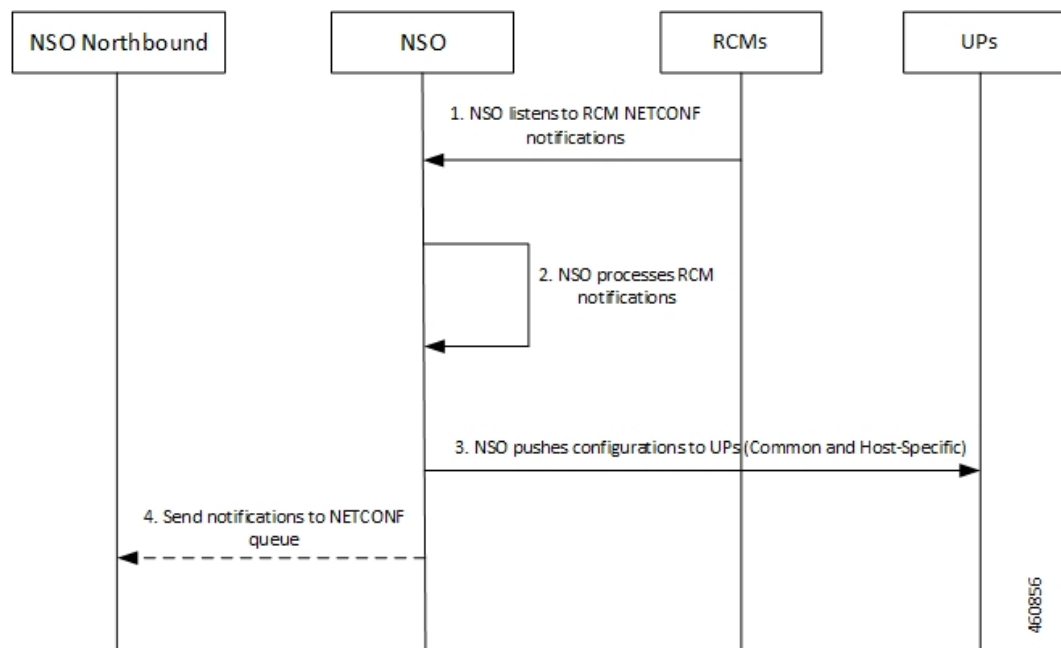 NSO Northbound
NSO
RCMs
UPs
1. NSO listens to RCM NETCONF
notifications
2. NSO processes RCM
notifications
3. NSO pushes configurations to UPs (Common and Host-Specific)
4. Send notifications to NETCONF
queue
460856